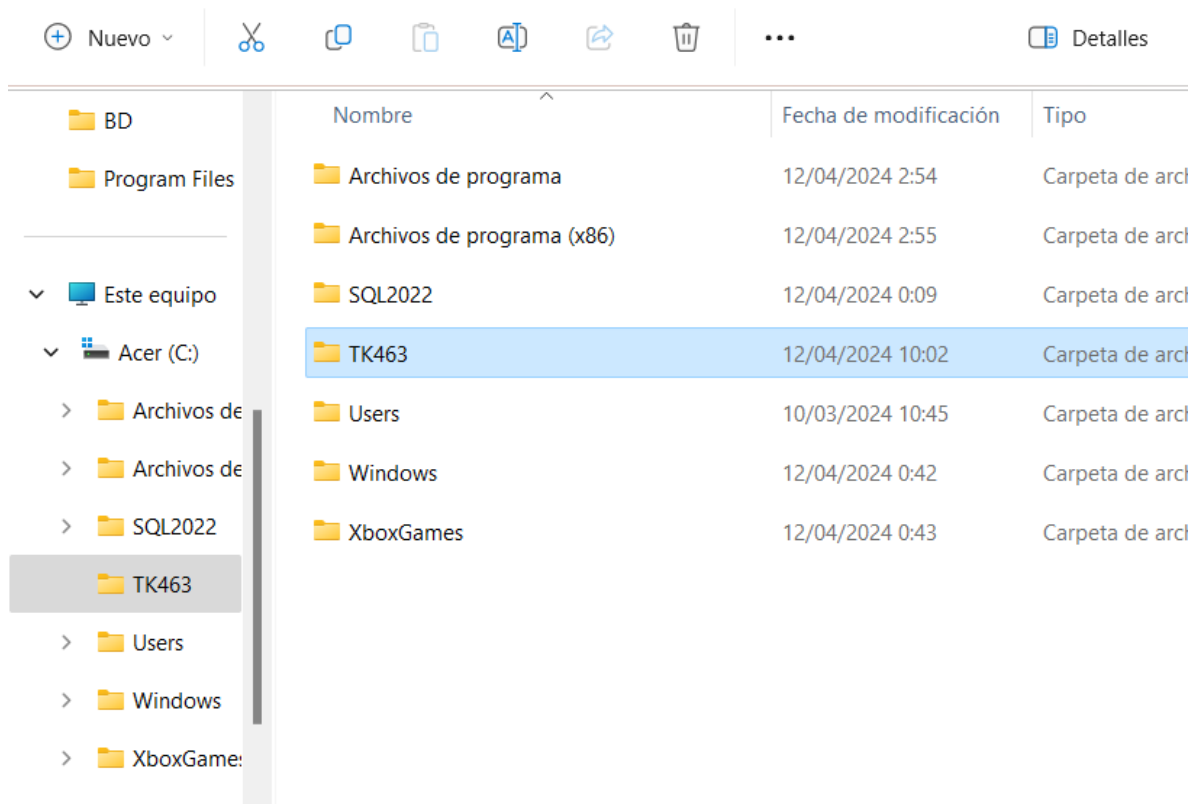 Nuevo
Detalles
BD
Program Files
Este equipo
Acer (C:)
Archivos de
Archivos de
SQL2022
TK463
Users
Windows
XboxGames
Nombre Fecha de modificación Tipo
Archivos de programa 12/04/2024 2:54 Carpeta de arch
Archivos de programa (x86) 12/04/2024 2:55 Carpeta de arch
SQL2022 12/04/2024 0:09 Carpeta de arch
TK463 12/04/2024 10:02 Carpeta de arch
Users 10/03/2024 10:45 Carpeta de arch
Windows 12/04/2024 0:42 Carpeta de arch
XboxGames 12/04/2024 0:43 Carpeta de arch